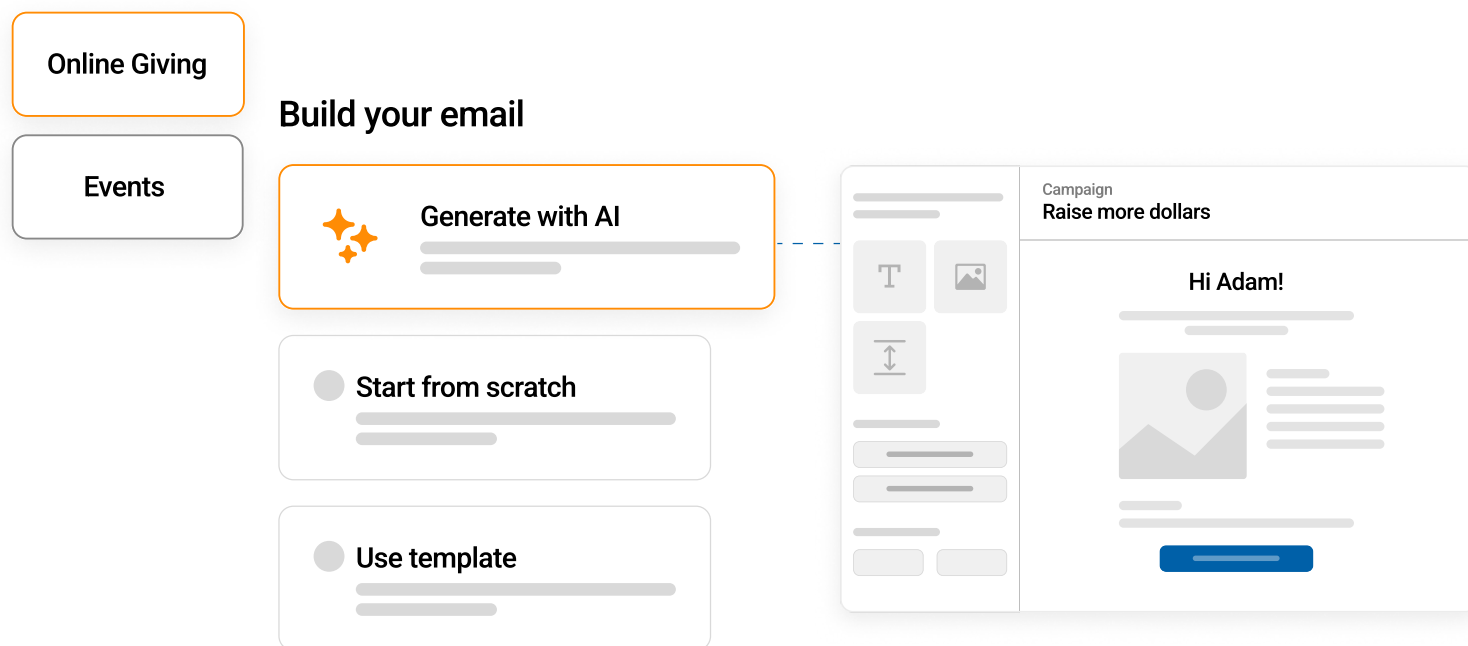 Online Giving
Events
Build your email
Generate with AI
Start from scratch
Use template
Campaign
Raise more dollars
T
Hi Adam!